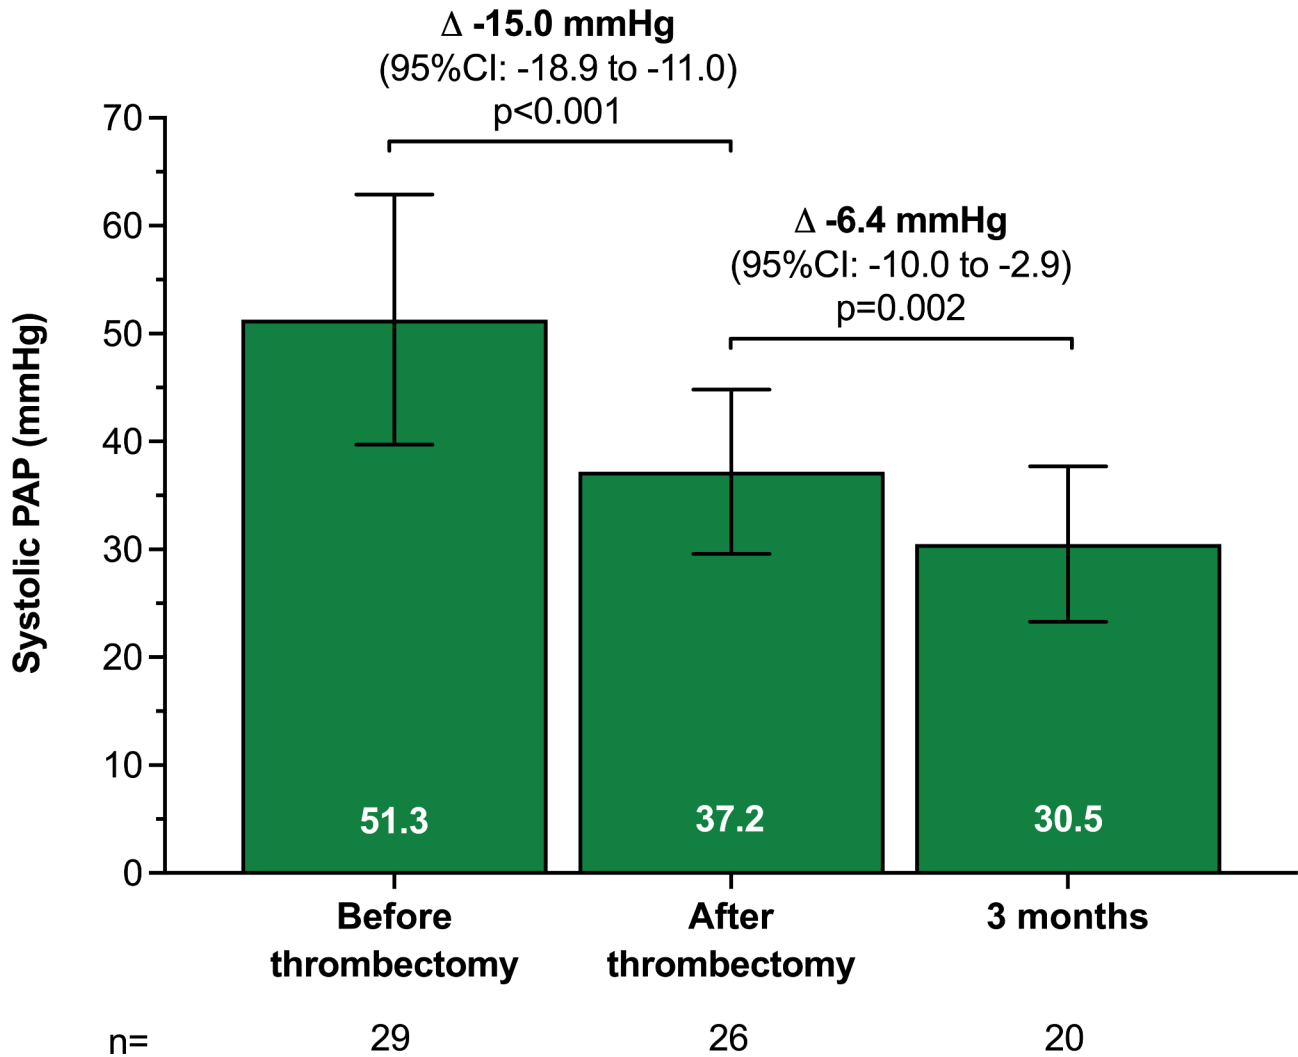 Δ -15.0 mmHg
(95%CI: -18.9 to -11.0)
p<0.001
Δ -6.4 mmHg
(95%CI: -10.0 to -2.9)
p=0.002
Systolic PAP (mmHg)
70
60
50
40
30
20
10
0
51.3
37.2
30.5
Before
thrombectomy
After
thrombectomy
3 months
n= 29 26 20